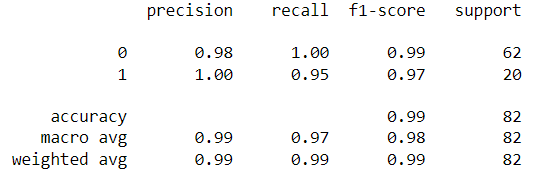 precision recall f1-score support
0 0.98 1.00 0.99 62
1 1.00 0.95 0.97 20
accuracy 0.99 82
macro avg 0.99 0.97 0.98 82
weighted avg 0.99 0.99 0.99 82